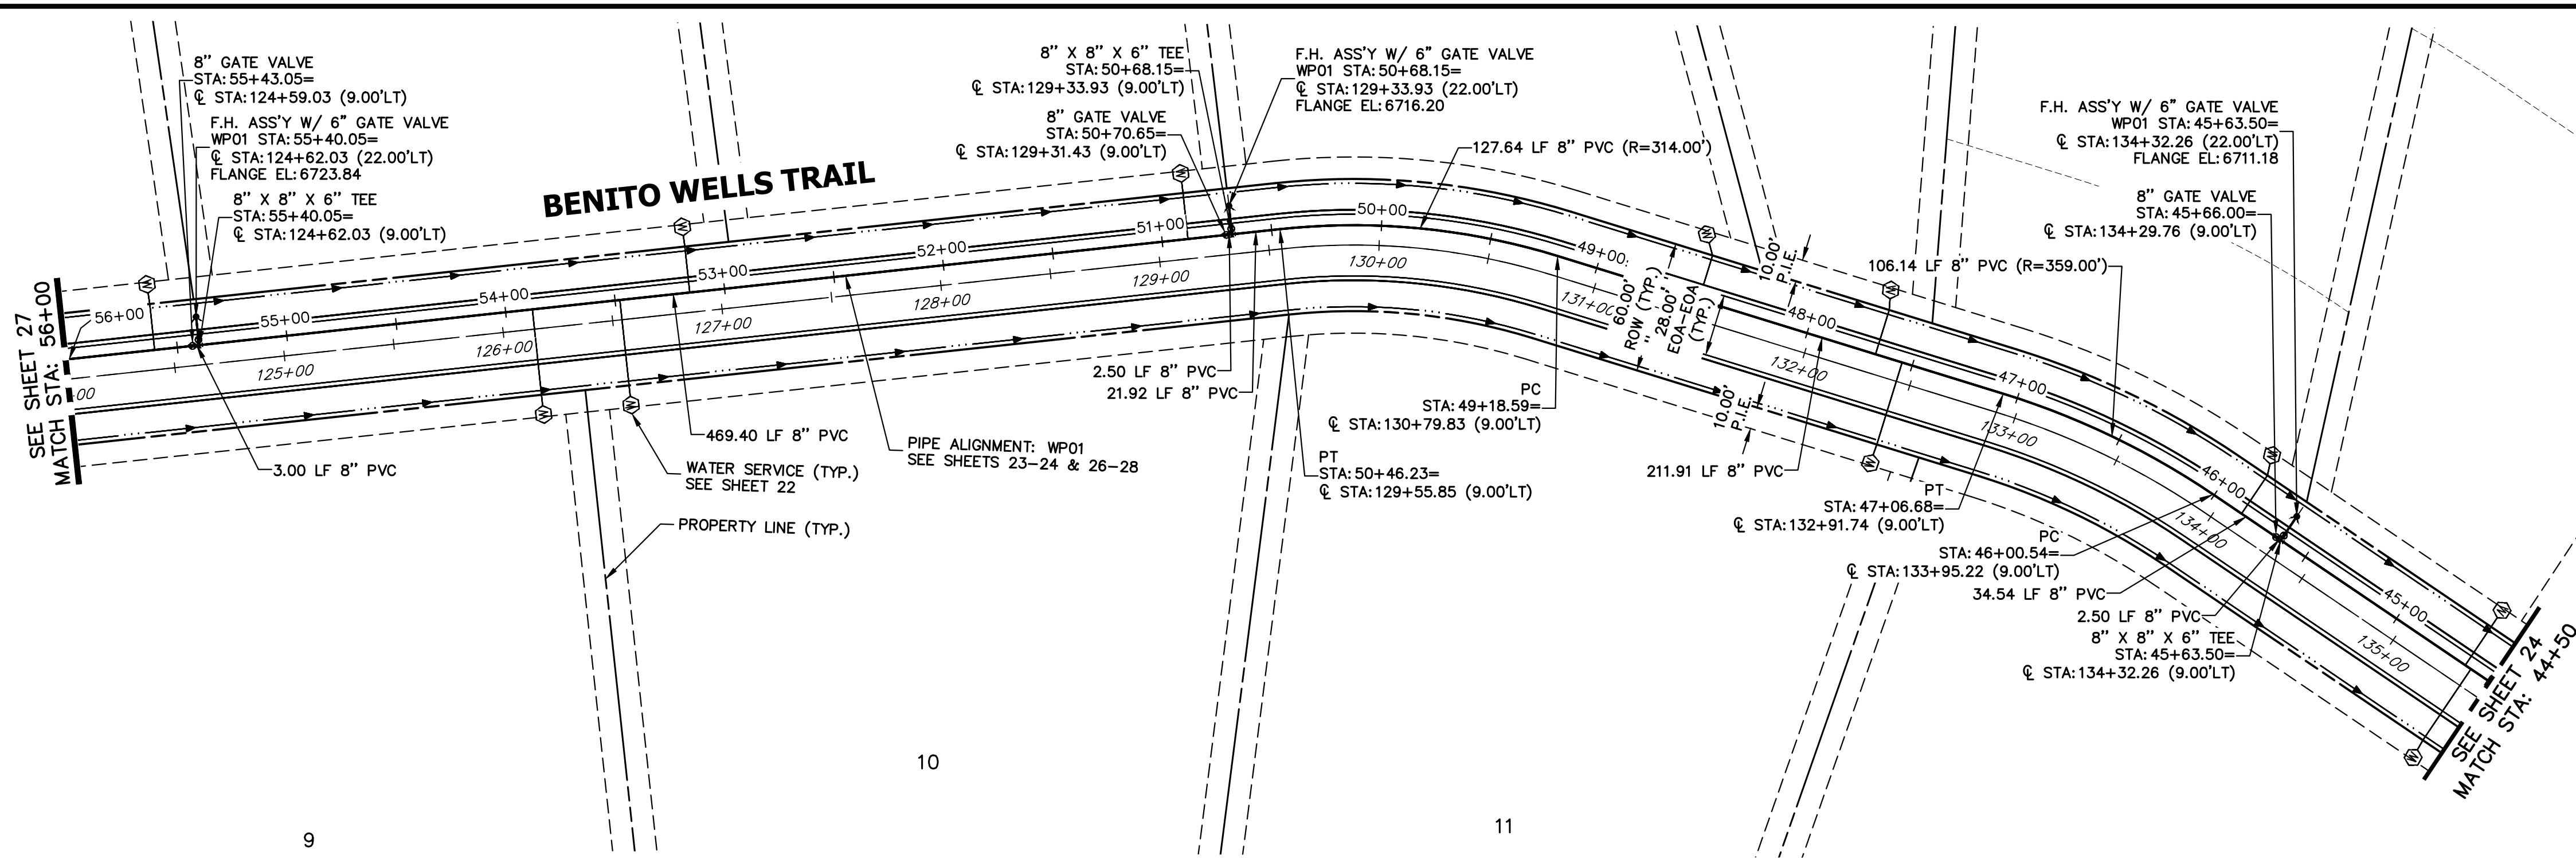 8" GATE VALVE
STA: 55+43.05=
℄ STA: 124+59.03 (9.00'LT)
F.H. ASS'Y W/ 6" GATE VALVE
WP01 STA: 55+40.05=
℄ STA: 124+62.03 (22.00'LT)
FLANGE EL: 6723.84
8" X 8" X 6" TEE
STA: 55+40.05=
℄ STA: 124+62.03 (9.00'LT)
BENITO WELLS TRAIL
8" X 8" X 6" TEE
STA: 50+68.15=
℄ STA: 129+33.93 (9.00'LT)
8" GATE VALVE
STA: 50+70.65=
℄ STA: 129+31.43 (9.00'LT)
F.H. ASS'Y W/ 6" GATE VALVE
WP01 STA: 50+68.15=
℄ STA: 129+33.93 (22.00'LT)
FLANGE EL: 6716.20
127.64 LF 8" PVC (R=314.00')
F.H. ASS'Y W/ 6" GATE VALVE
WP01 STA: 45+63.50=
℄ STA: 134+32.26 (22.00'LT)
FLANGE EL: 6711.18
8" GATE VALVE
STA: 45+66.00=
℄ STA: 134+29.76 (9.00'LT)
106.14 LF 8" PVC (R=359.00')
SEE SHEET 27
MATCH STA: 56+00
56+00
55+00
54+00
53+00
52+00
51+00
50+00
49+00
48+00
47+00
46+00
45+00
+00
125+00
126+00
127+00
128+00
129+00
130+00
131+00
132+00
133+00
134+00
135+00
W
W
W
W
W
W
W
W
W
W
W
60.00'
ROW (TYP.)
28.00'
EOA-EOA
(TYP.)
10.00'
P.I.E.
10.00'
P.I.E.
3.00 LF 8" PVC
469.40 LF 8" PVC
WATER SERVICE (TYP.)
SEE SHEET 22
PROPERTY LINE (TYP.)
PIPE ALIGNMENT: WP01
SEE SHEETS 23-24 & 26-28
2.50 LF 8" PVC
21.92 LF 8" PVC
PT
STA: 50+46.23=
℄ STA: 129+55.85 (9.00'LT)
PC
STA: 49+18.59=
℄ STA: 130+79.83 (9.00'LT)
211.91 LF 8" PVC
PT
STA: 47+06.68=
℄ STA: 132+91.74 (9.00'LT)
PC
STA: 46+00.54=
℄ STA: 133+95.22 (9.00'LT)
34.54 LF 8" PVC
2.50 LF 8" PVC
8" X 8" X 6" TEE
STA: 45+63.50=
℄ STA: 134+32.26 (9.00'LT)
SEE SHEET 24
MATCH STA: 44+50
9
10
11